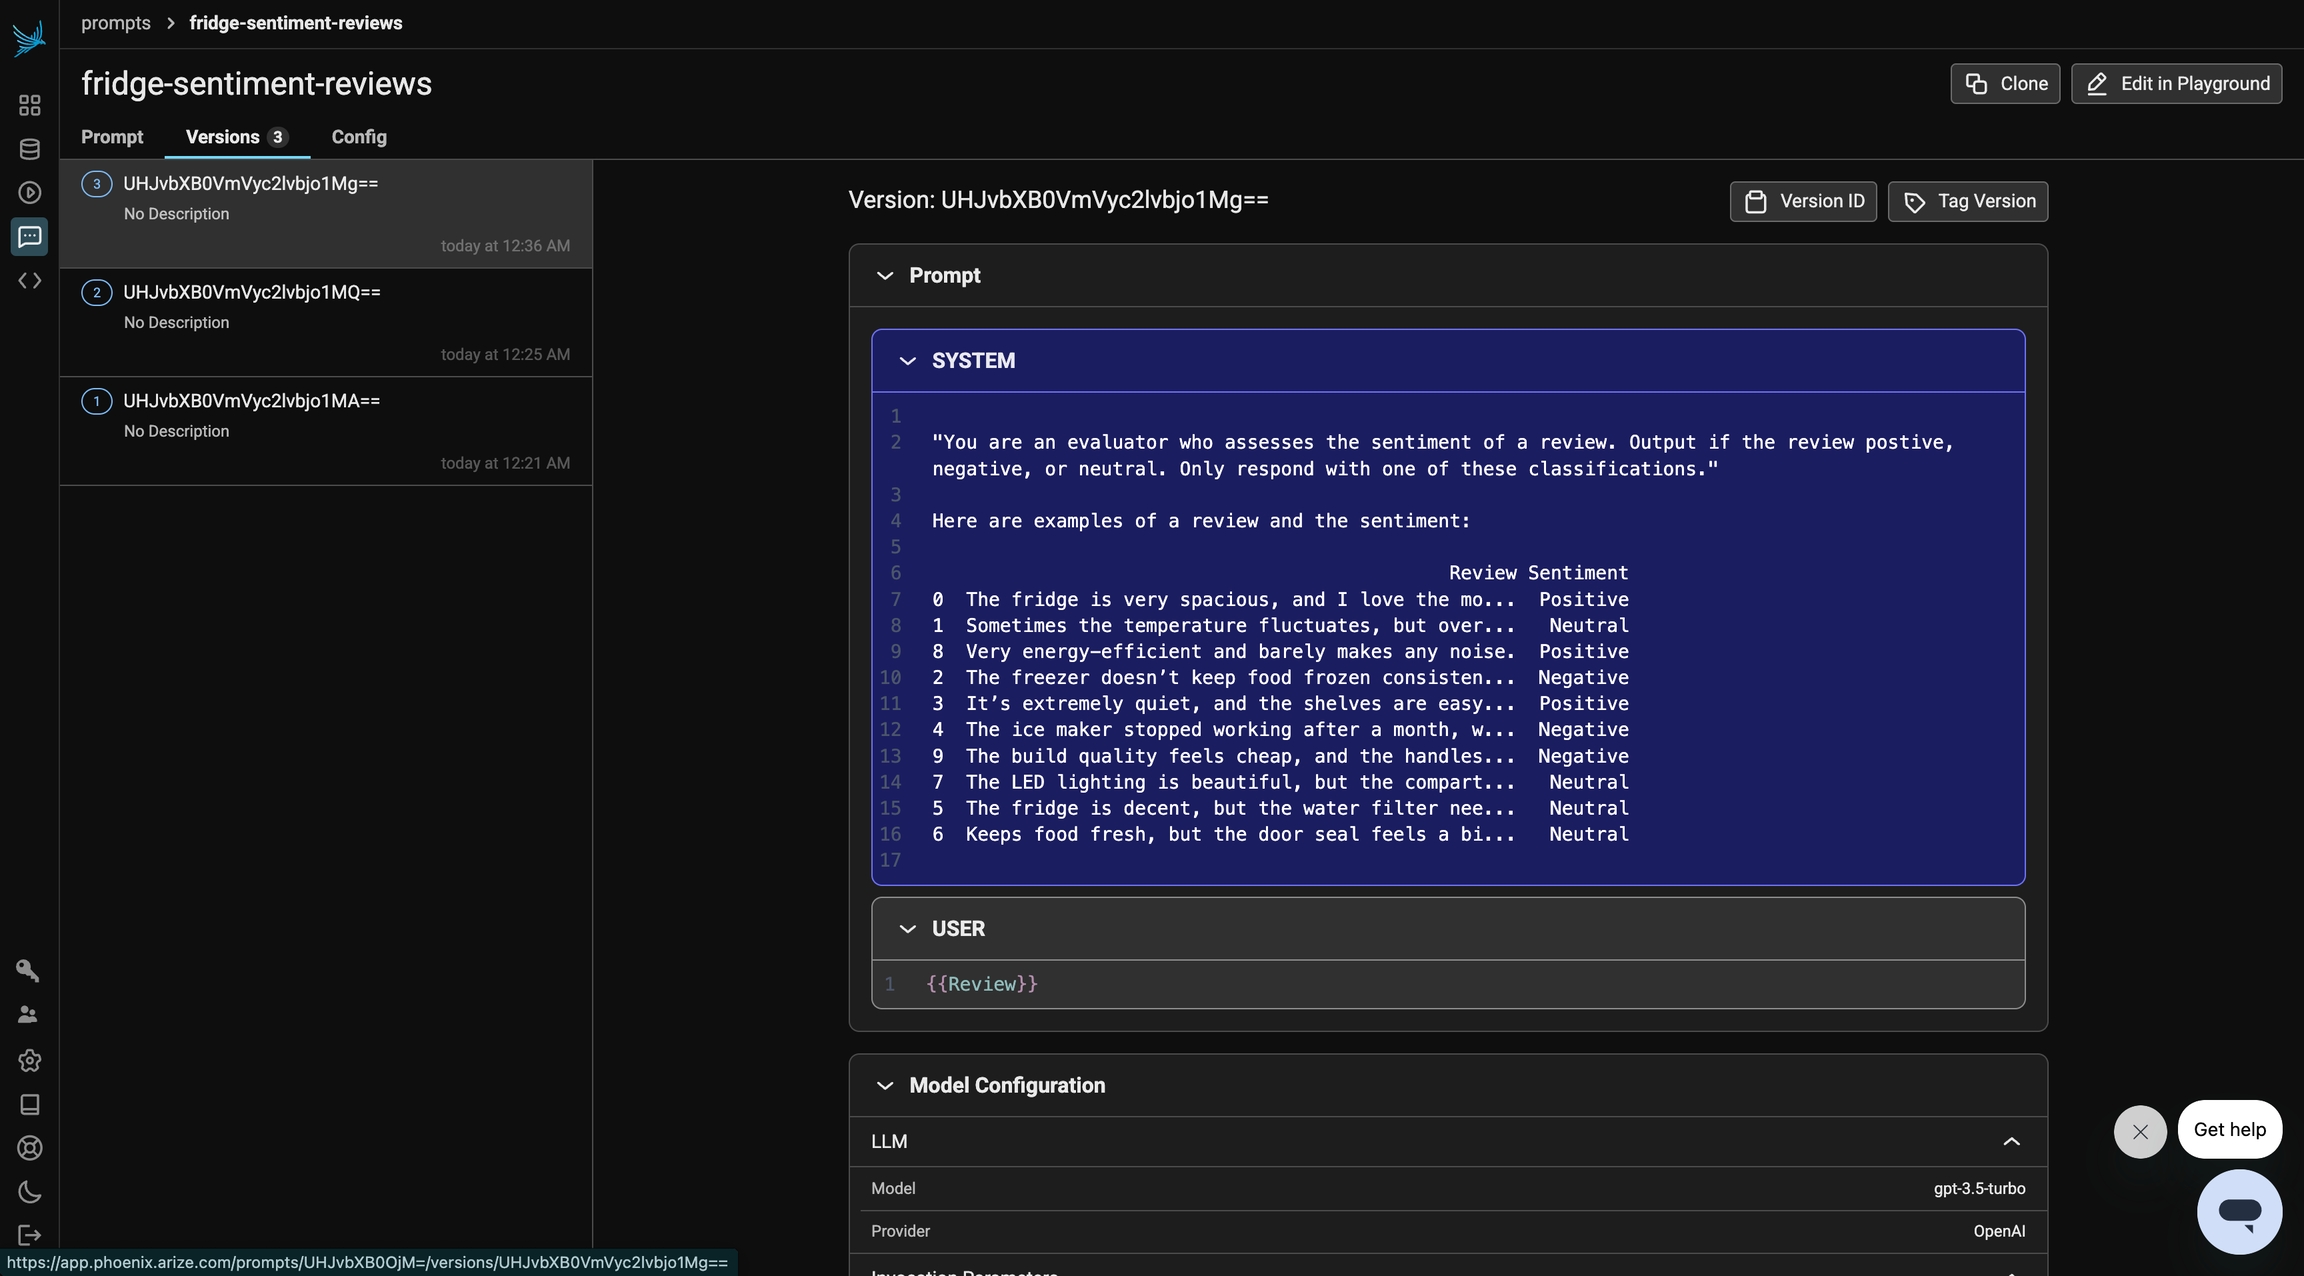 prompts > fridge-sentiment-reviews
fridge-sentiment-reviews
Clone
Edit in Playground
Prompt
Versions 3
Config
3 UHJvbXB0VmVyc2lvbjo1Mg==
No Description
today at 12:36 AM
2 UHJvbXB0VmVyc2lvbjo1MQ==
No Description
today at 12:25 AM
1 UHJvbXB0VmVyc2lvbjo1MA==
No Description
today at 12:21 AM
Version: UHJvbXB0VmVyc2lvbjo1Mg==
Version ID
Tag Version
Prompt
SYSTEM
1
2 "You are an evaluator who assesses the sentiment of a review. Output if the review postive,
negative, or neutral. Only respond with one of these classifications."
3
4 Here are examples of a review and the sentiment:
5
6 Review Sentiment
7 0 The fridge is very spacious, and I love the mo... Positive
8 1 Sometimes the temperature fluctuates, but over... Neutral
9 8 Very energy-efficient and barely makes any noise. Positive
10 2 The freezer doesn’t keep food frozen consisten... Negative
11 3 It’s extremely quiet, and the shelves are easy... Positive
12 4 The ice maker stopped working after a month, w... Negative
13 9 The build quality feels cheap, and the handles... Negative
14 7 The LED lighting is beautiful, but the compart... Neutral
15 5 The fridge is decent, but the water filter nee... Neutral
16 6 Keeps food fresh, but the door seal feels a bi... Neutral
17
USER
1 {{Review}}
Model Configuration
LLM
Model gpt-3.5-turbo
Provider OpenAI
Invocation Parameters
Get help
https://app.phoenix.arize.com/prompts/UHJvbXB0OjM=/versions/UHJvbXB0VmVyc2lvbjo1Mg==